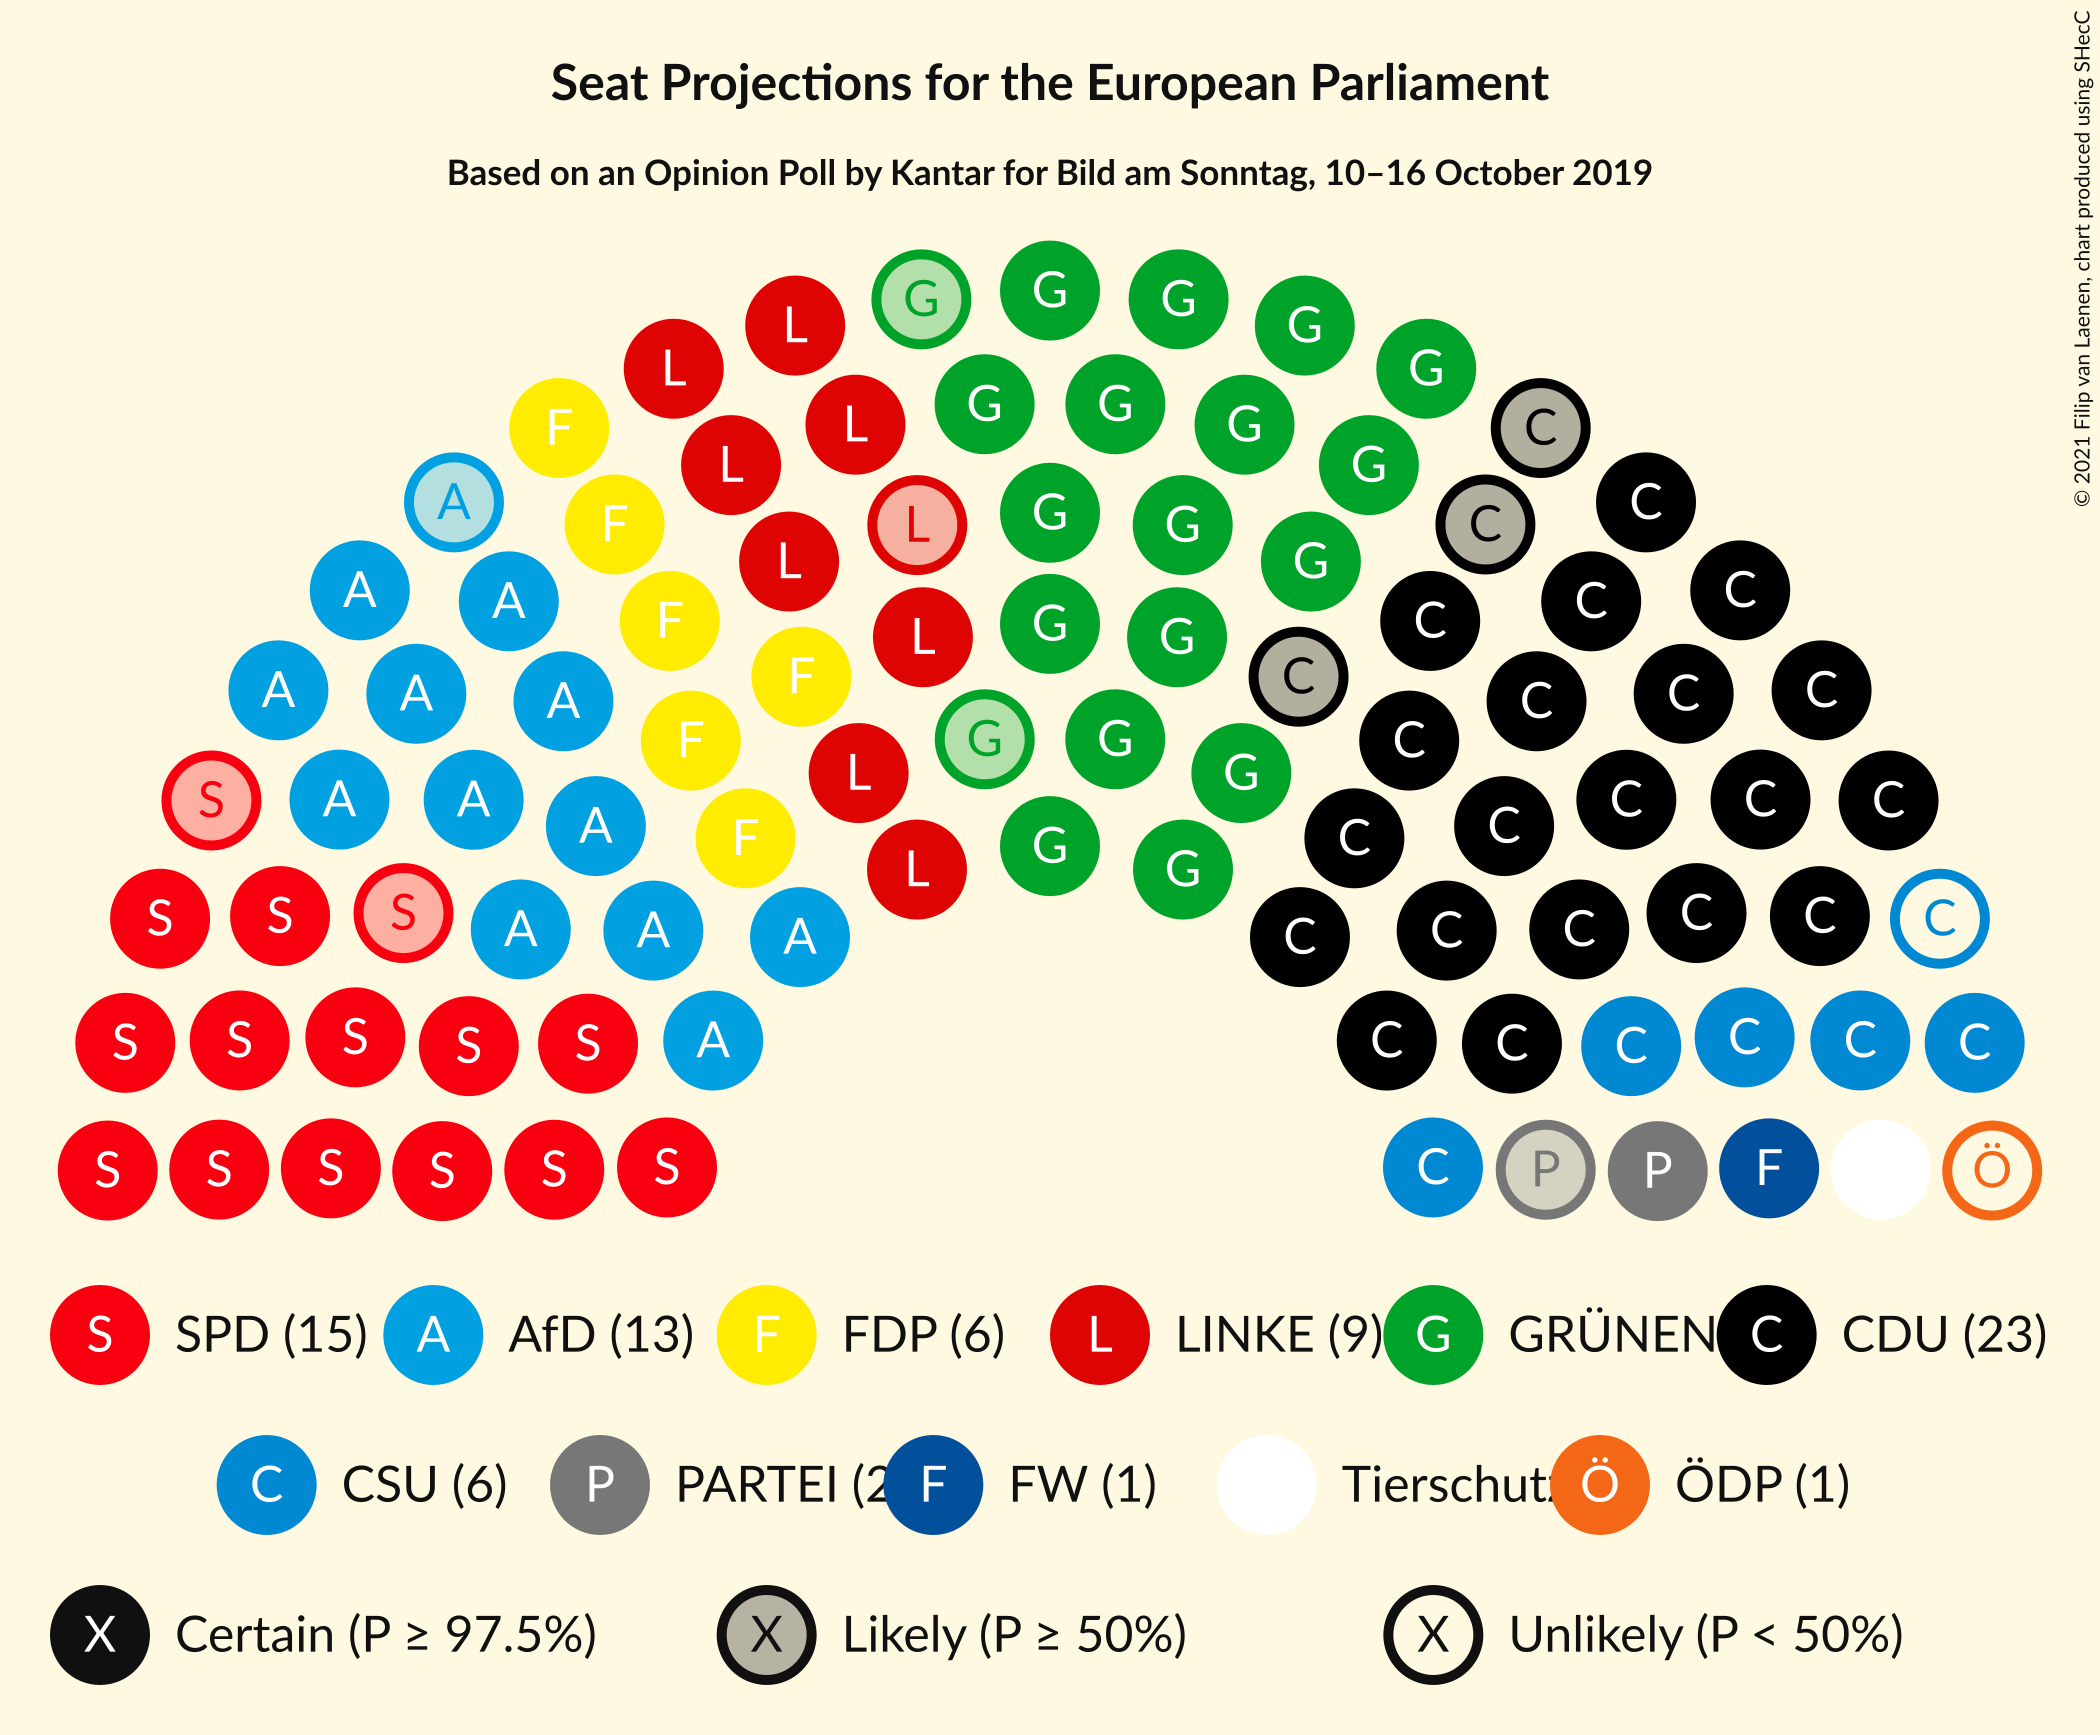 Seat Projections for the European Parliament
Based on an Opinion Poll by Kantar for Bild am Sonntag, 10–16 October 2019
© 2021 Filip van Laenen, chart produced using SHecC
G G G G G
L L C
L G G G G
F L C C
A F L L G G G C C
A A F L L G G C C C
A A A F F C C C C
S A A A F F L G G G C C C C C
S S S A A A L G G C C C C C C
S S S S S A C C C C C C
S S S S S S C P P F Ö
S SPD (15) A AfD (13) F FDP (6) L LINKE (9) G GRÜNEN C CDU (23)
C CSU (6) P PARTEI (2 F FW (1) Tierschutz Ö ÖDP (1)
X Certain (P ≥ 97.5%) X Likely (P ≥ 50%) X Unlikely (P < 50%)